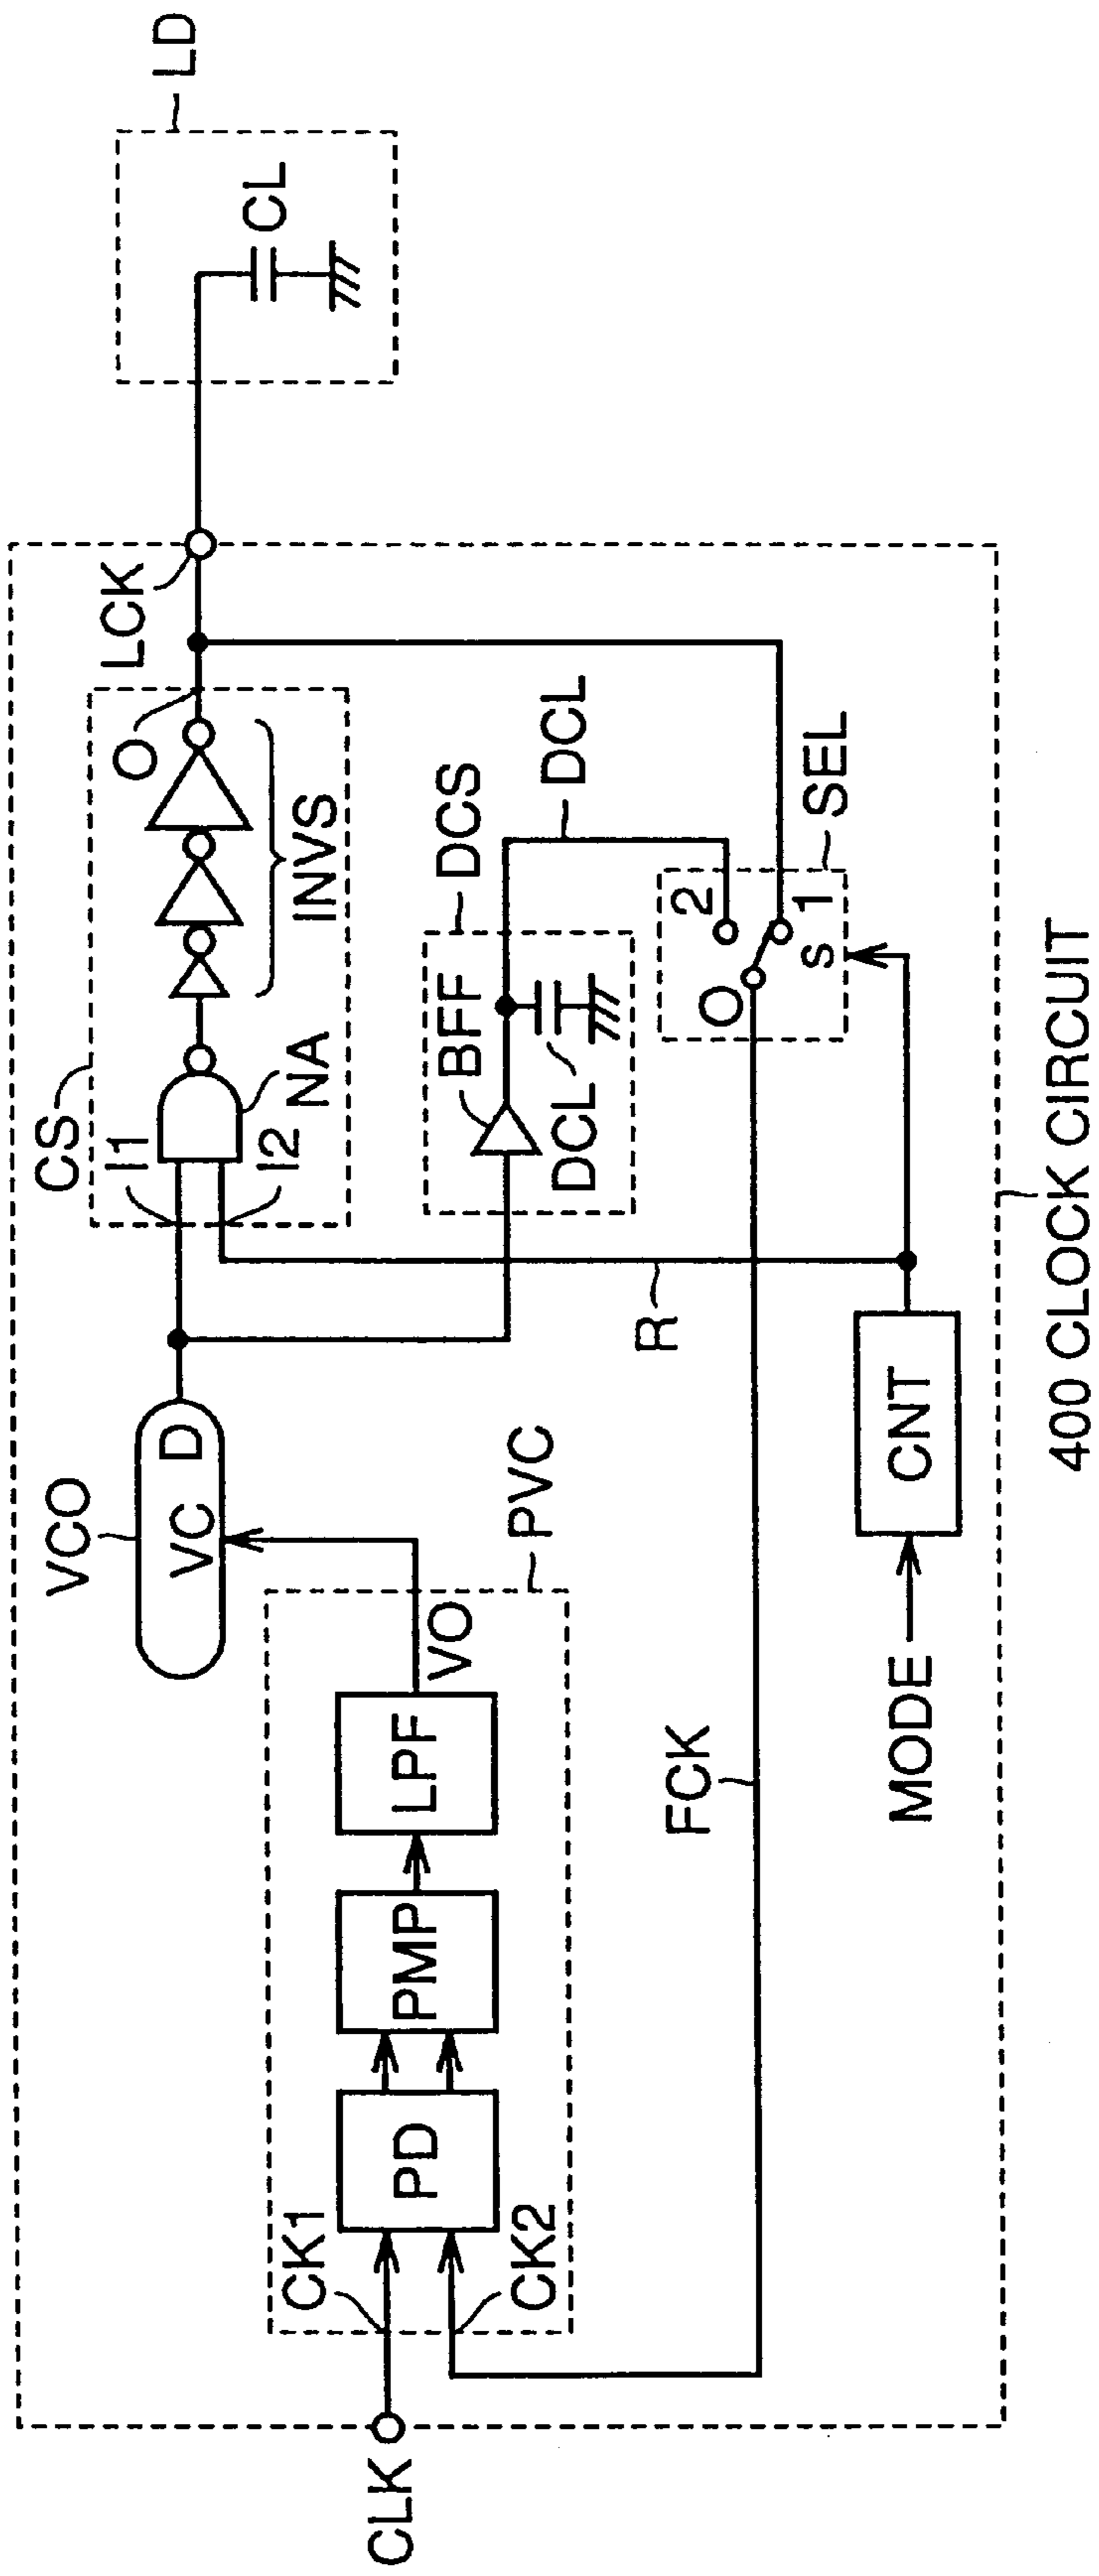 LD
CL
LCK
O
INVS
CS
I1
I2
NA
VCO
VC
D
DCS
BFF
DCL
DCL
SEL
2
1
O
S
R
PVC
VO
LPF
PMP
PD
CK1
CK2
CLK
FCK
CNT
MODE
400 CLOCK CIRCUIT